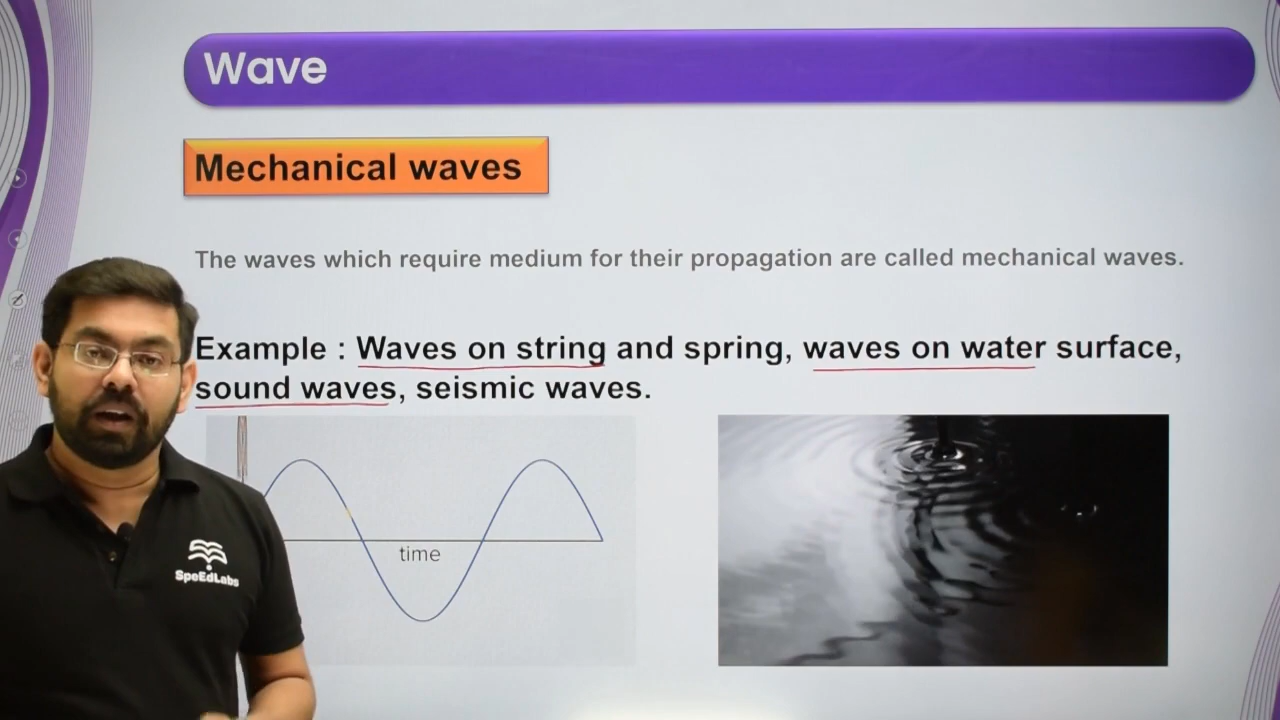 Wave
Mechanical waves
The waves which require medium for their propagation are called mechanical waves.
Example : Waves on string and spring, waves on water surface,
sound waves, seismic waves.
time
SpeEdLabs